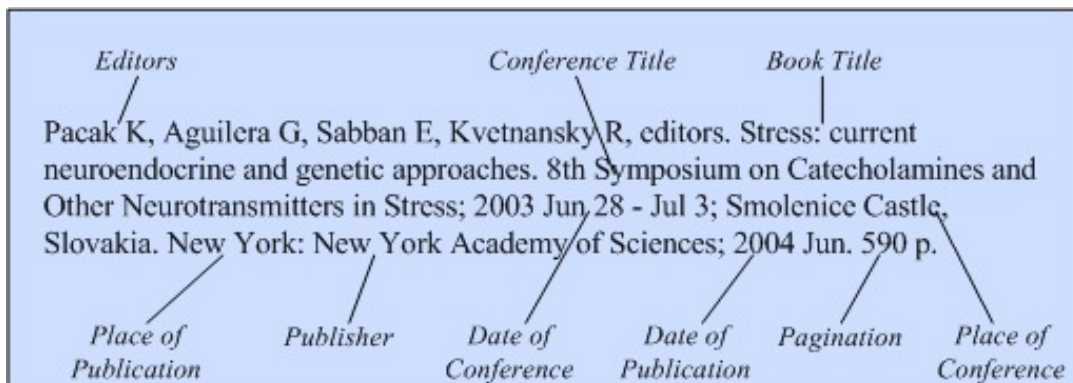 Editors Conference Title Book Title
Pacak K, Aguilera G, Sabban E, Kvetnansky R, editors. Stress: current
neuroendocrine and genetic approaches. 8th Symposium on Catecholamines and
Other Neurotransmitters in Stress; 2003 Jun 28 - Jul 3; Smolenice Castle,
Slovakia. New York: New York Academy of Sciences; 2004 Jun. 590 p.
Place of Publisher Date of Date of Pagination Place of
Publication Conference Publication Conference